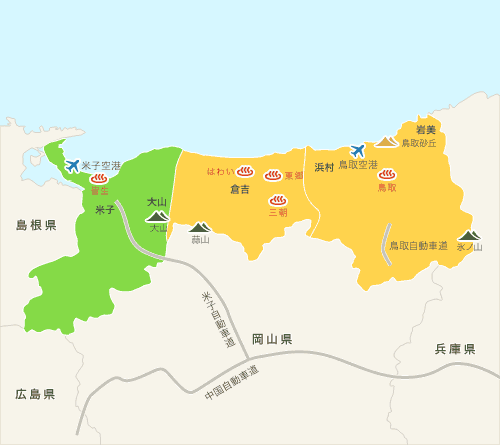 岩美
鳥取砂丘
米子空港
鳥取空港
浜村
はわい
東郷
皆生
鳥取
倉吉
米子
大山
三朝
大山
島根県
蒜山
鳥取自動車道
氷ノ山
米子自動車道
岡山県
兵庫県
広島県
中国自動車道